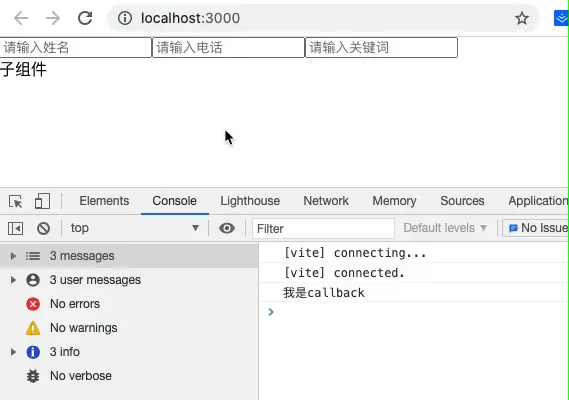 localhost:3000
请输入姓名 请输入电话 请输入关键词
子组件
Elements Console Lighthouse Network Memory Sources Application
top Filter Default levels No Issue
3 messages
[vite] connecting...
3 user messages
[vite] connected.
No errors
我是callback
No warnings
3 info
No verbose